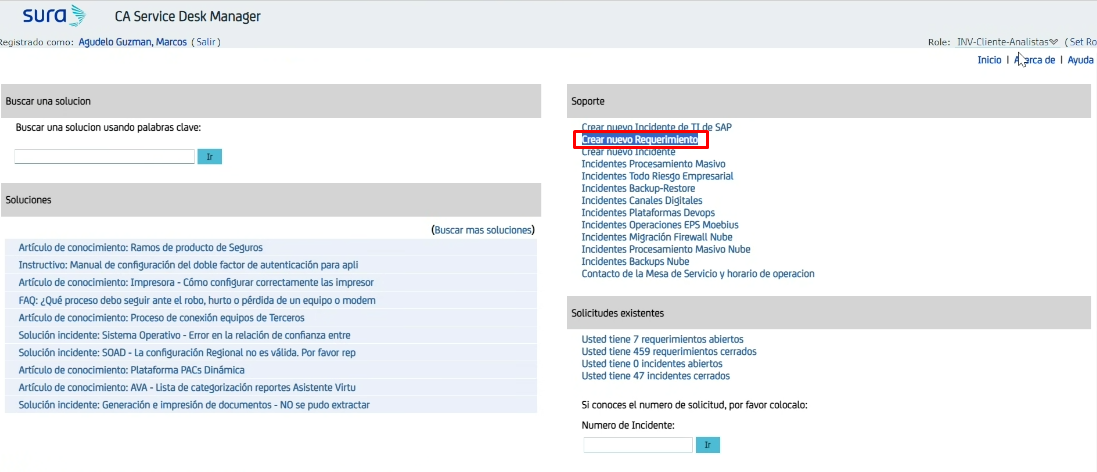 sura
CA Service Desk Manager
Registrado como: Agudelo Guzman, Marcos (Salir)
Role: INV-Cliente-Analistas (Set Ro
Inicio | Acerca de | Ayuda
Buscar una solucion
Buscar una solucion usando palabras clave:
Ir
Soluciones
(Buscar mas soluciones)
Artículo de conocimiento: Ramos de producto de Seguros
Instructivo: Manual de configuración del doble factor de autenticación para apli
Artículo de conocimiento: Impresora - Cómo configurar correctamente las impresor
FAQ: ¿Qué proceso debo seguir ante el robo, hurto o pérdida de un equipo o modem
Artículo de conocimiento: Proceso de conexión equipos de Terceros
Solución incidente: Sistema Operativo - Error en la relación de confianza entre
Solución incidente: SOAD - La configuración Regional no es válida. Por favor rep
Artículo de conocimiento: Plataforma PACs Dinámica
Artículo de conocimiento: AVA - Lista de categorización reportes Asistente Virtu
Solución incidente: Generación e impresión de documentos - NO se pudo extractar
Soporte
Crear nuevo Incidente de TI de SAP
Crear nuevo Requerimiento
Crear nuevo Incidente
Incidentes Procesamiento Masivo
Incidentes Todo Riesgo Empresarial
Incidentes Backup-Restore
Incidentes Canales Digitales
Incidentes Plataformas Devops
Incidentes Operaciones EPS Moebius
Incidentes Migración Firewall Nube
Incidentes Procesamiento Masivo Nube
Incidentes Backups Nube
Contacto de la Mesa de Servicio y horario de operacion
Solicitudes existentes
Usted tiene 7 requerimientos abiertos
Usted tiene 459 requerimientos cerrados
Usted tiene 0 incidentes abiertos
Usted tiene 47 incidentes cerrados
Si conoces el numero de solicitud, por favor colocalo:
Numero de Incidente:
Ir